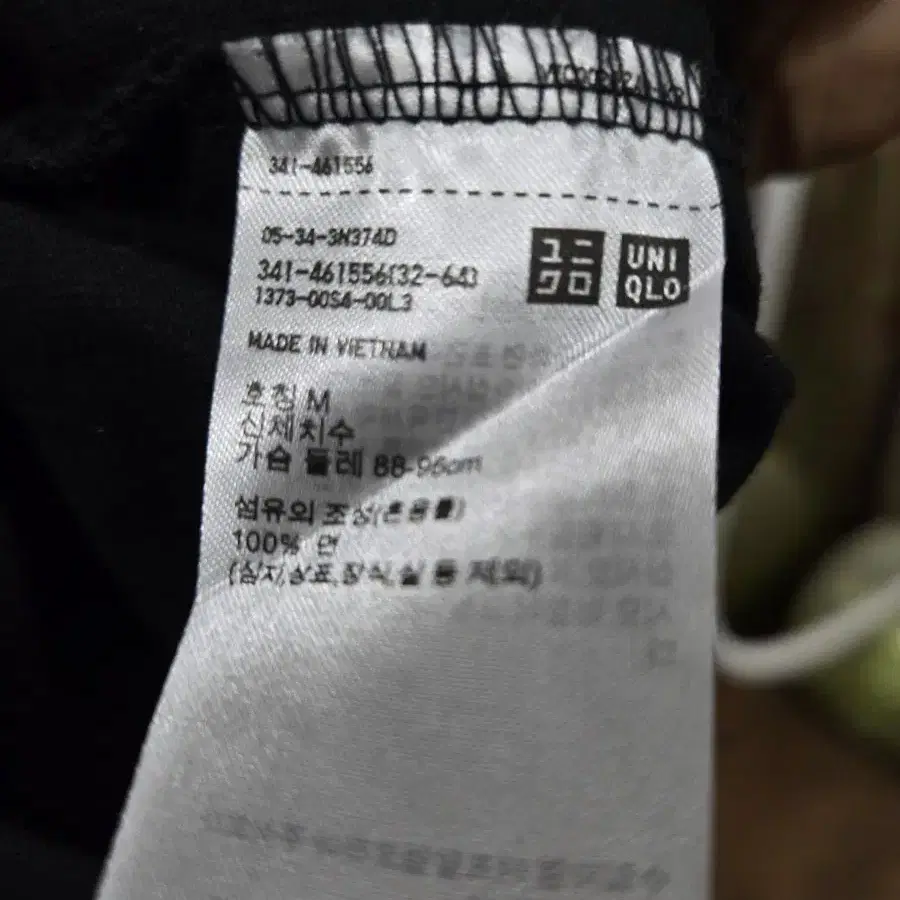 341-461556
05-34-3N374D
341-461556(32-64)
1373-00S4-00L3
ユニ
クロ
UNI
QLO
MADE IN VIETNAM
호칭 M
신체치수
가슴 둘레 88-96cm
섬유의 조성(혼용률)
100% 면
(심지,상표,장식,실 등 제외)